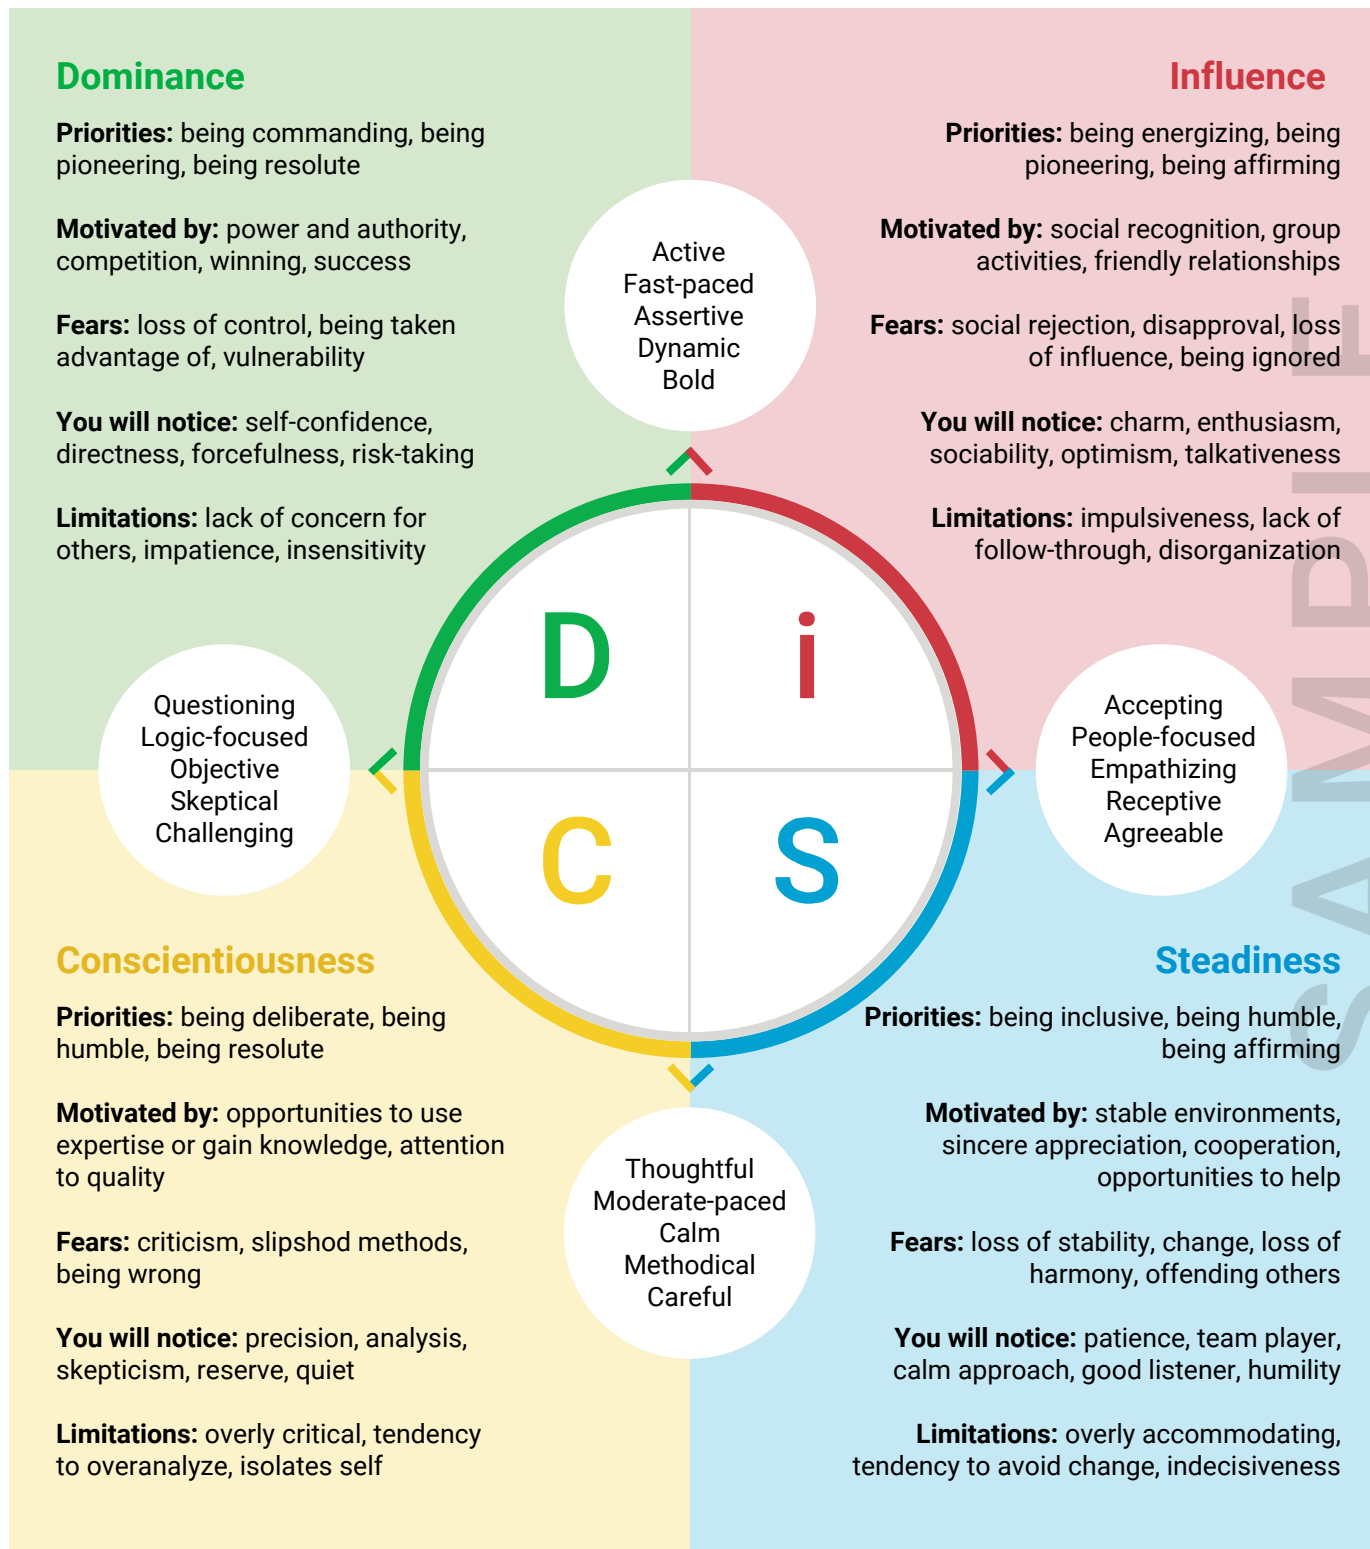 Dominance
Priorities: being commanding, being
pioneering, being resolute
Motivated by: power and authority,
competition, winning, success
Fears: loss of control, being taken
advantage of, vulnerability
You will notice: self-confidence,
directness, forcefulness, risk-taking
Limitations: lack of concern for
others, impatience, insensitivity
Influence
Priorities: being energizing, being
pioneering, being affirming
Motivated by: social recognition, group
activities, friendly relationships
Fears: social rejection, disapproval, loss
of influence, being ignored
You will notice: charm, enthusiasm,
sociability, optimism, talkativeness
Limitations: impulsiveness, lack of
follow-through, disorganization
Active
Fast-paced
Assertive
Dynamic
Bold
Questioning
Logic-focused
Objective
Skeptical
Challenging
D
i
C
S
Accepting
People-focused
Empathizing
Receptive
Agreeable
Conscientiousness
Priorities: being deliberate, being
humble, being resolute
Motivated by: opportunities to use
expertise or gain knowledge, attention
to quality
Fears: criticism, slipshod methods,
being wrong
You will notice: precision, analysis,
skepticism, reserve, quiet
Limitations: overly critical, tendency
to overanalyze, isolates self
Thoughtful
Moderate-paced
Calm
Methodical
Careful
Steadiness
Priorities: being inclusive, being humble,
being affirming
Motivated by: stable environments,
sincere appreciation, cooperation,
opportunities to help
Fears: loss of stability, change, loss of
harmony, offending others
You will notice: patience, team player,
calm approach, good listener, humility
Limitations: overly accommodating,
tendency to avoid change, indecisiveness
SAMPLE